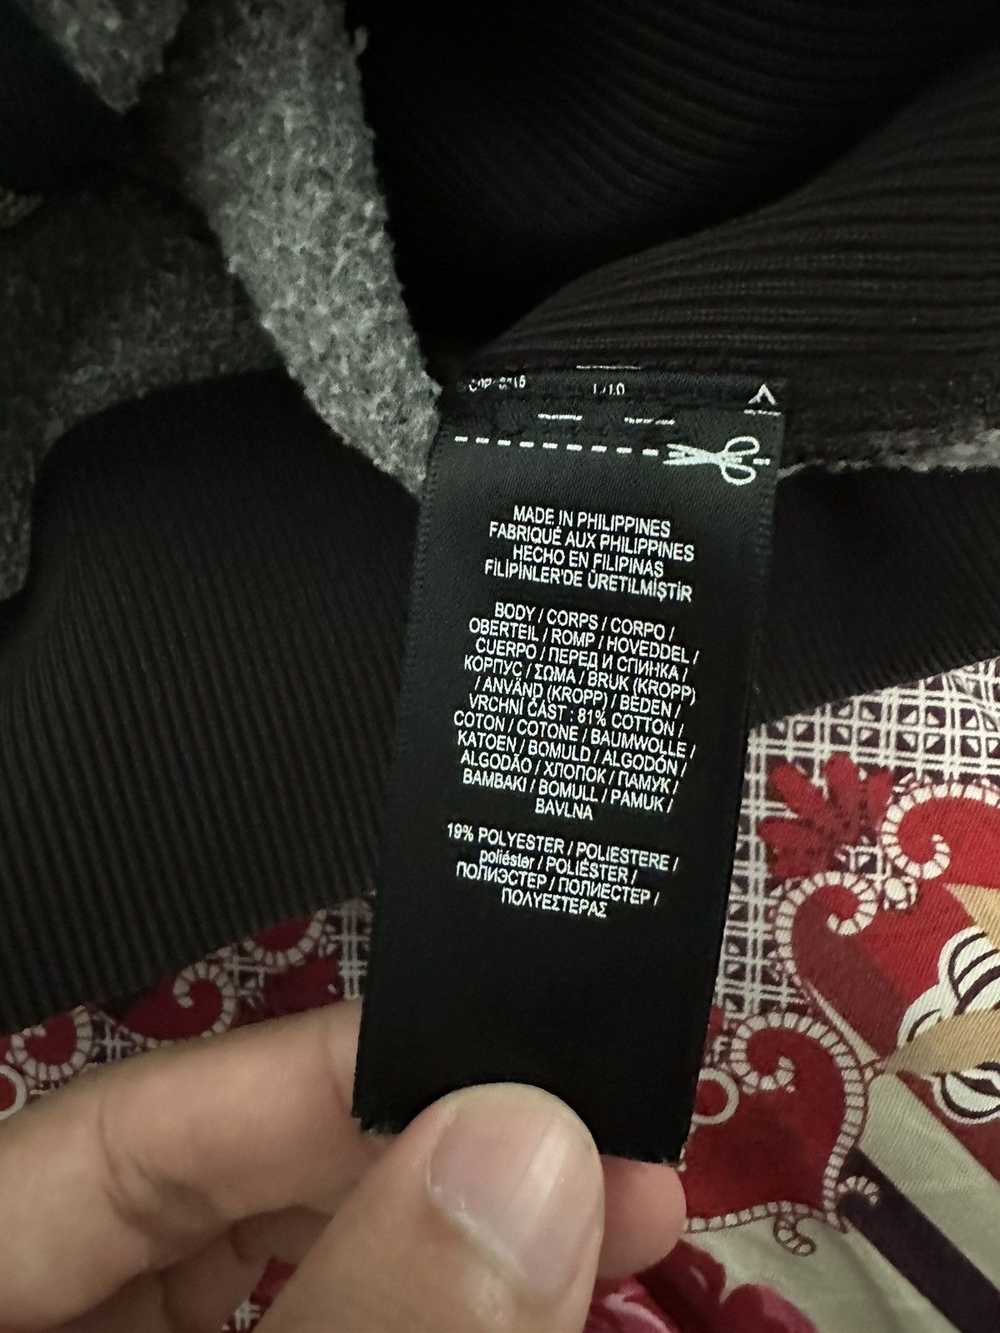 MADE IN PHILIPPINES
FABRIQUÉ AUX PHILIPPINES
HECHO EN FILIPINAS
FİLİPİNLER'DE ÜRETILMİŞTİR
BODY / CORPS / CORPO /
OBERTEIL / ROMP / HOVEDDEL /
CUERPO / ПЕРЕД И СПИНКА /
КОРПУС / ΣΩΜΑ / BRUK (KROPP)
/ ANVÄND (KROPP) / BEDEN /
VRCHNÍ ČÁST : 81% COTTON /
COTON / COTONE / BAUMWOLLE /
KATOEN / BOMULD / ALGODÓN /
ALGODÃO / ХЛОПОК / ПАМУК /
BAMBAKI / BOMULL / PAMUK /
BAVLNA
19% POLYESTER / POLIESTERE /
poliéster / POLIÉSTER /
ПОЛИЭСТЕР / ПОЛИЕСТЕР /
ΠΟΛΥΕΣΤΕΡΑΣ